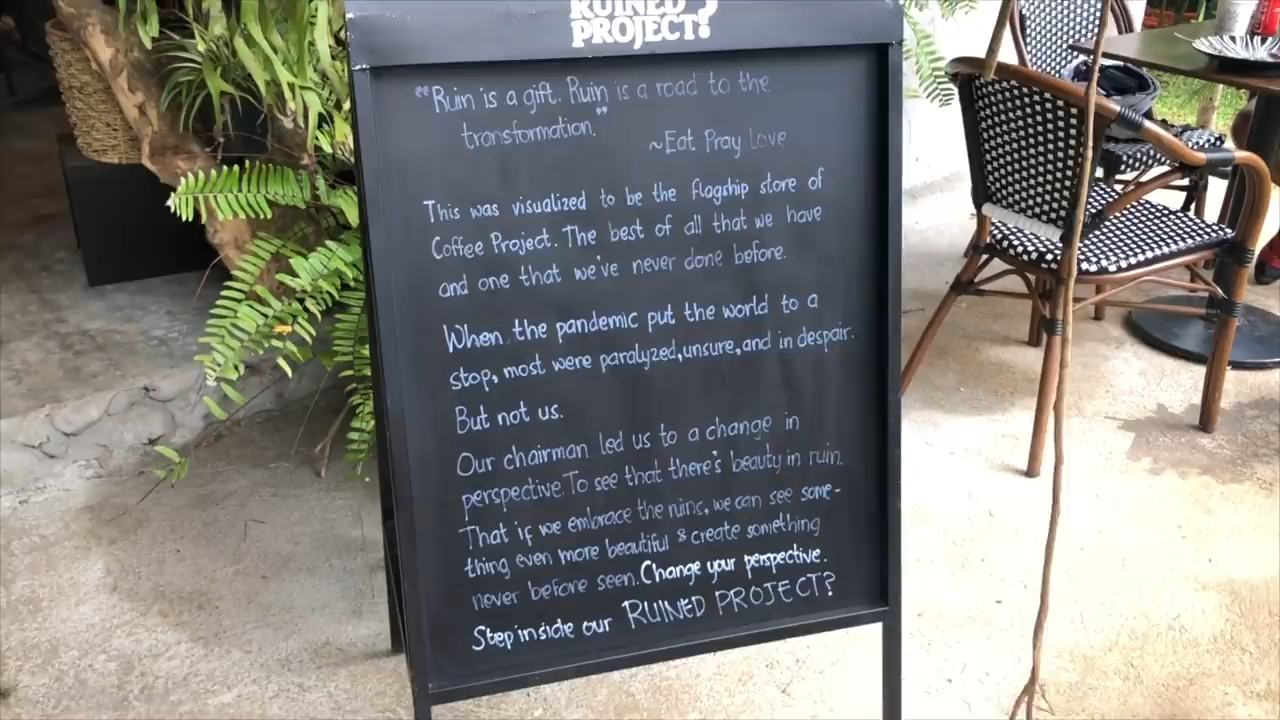 RUINED
PROJECT?
"Ruin is a gift. Ruin is a road to the
transformation."
~Eat Pray Love
This was visualized to be the flagship store of
Coffee Project. The best of all that we have
and one that we've never done before.
When the pandemic put the world to a
stop, most were paralyzed, unsure, and in despair.
But not us.
Our chairman led us to a change in
perspective. To see that there's beauty in ruin.
That if we embrace the ruins, we can see some-
thing even more beautiful & create something
never before seen. Change your perspective.
Step inside our RUINED PROJECT?